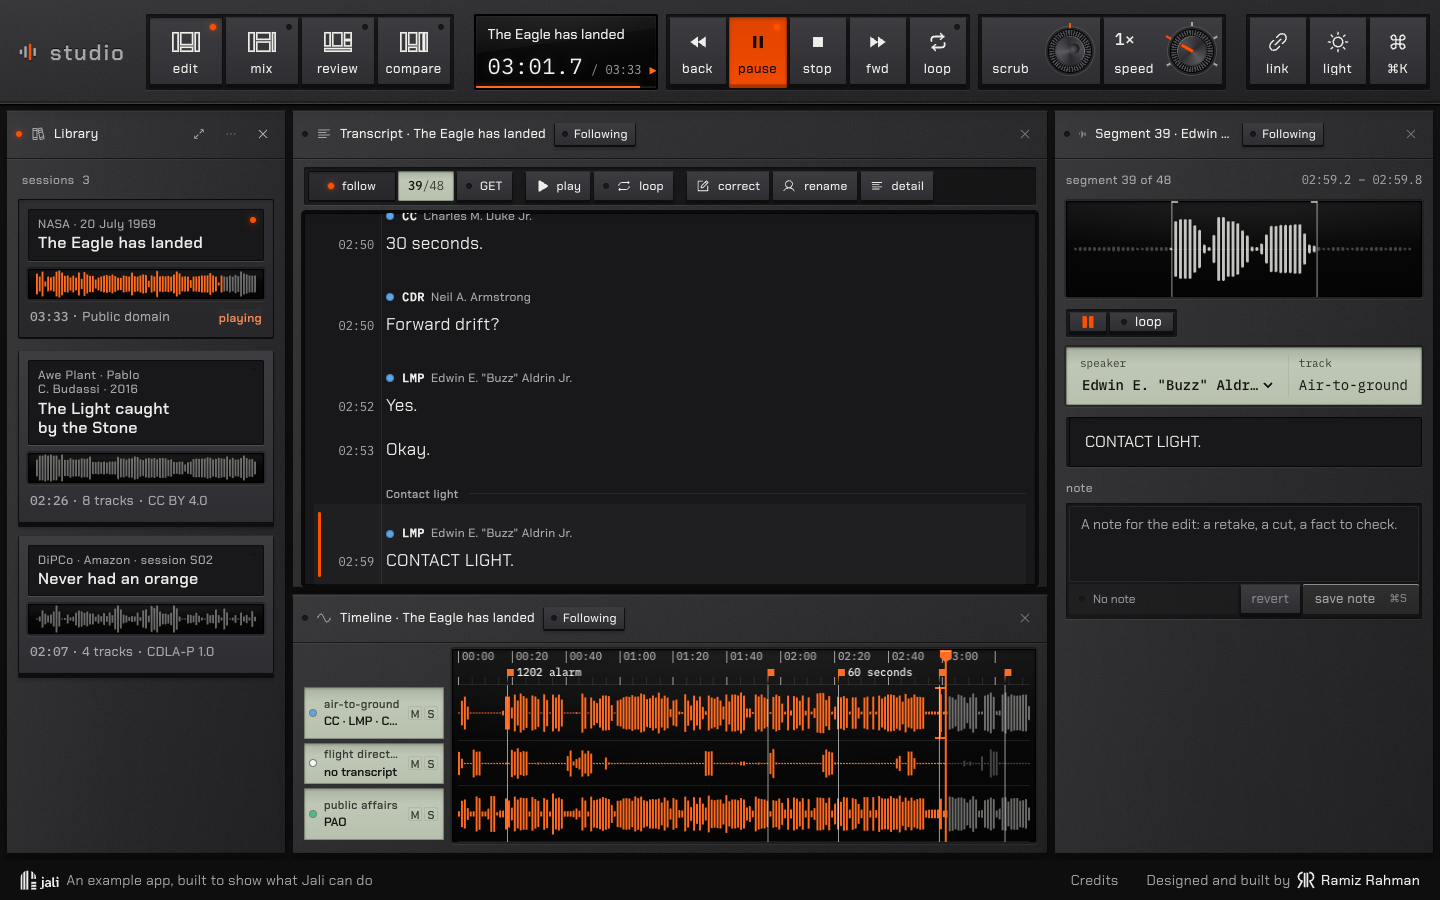 studio
edit
mix
review
compare
The Eagle has landed
03:01.7 / 03:33
back
pause
stop
fwd
loop
scrub
1×
speed
link
light
⌘K
Library
sessions 3
NASA · 20 July 1969
The Eagle has landed
03:33 · Public domain
playing
Awe Plant · Pablo
C. Budassi · 2016
The Light caught
by the Stone
02:26 · 8 tracks · CC BY 4.0
DiPCo · Amazon · session S02
Never had an orange
02:07 · 4 tracks · CDLA-P 1.0
Transcript · The Eagle has landed
Following
follow
39/48
GET
play
loop
correct
rename
detail
CC Charles M. Duke Jr.
02:50 30 seconds.
CDR Neil A. Armstrong
02:50 Forward drift?
LMP Edwin E. "Buzz" Aldrin Jr.
02:52 Yes.
02:53 Okay.
Contact light
LMP Edwin E. "Buzz" Aldrin Jr.
02:59 CONTACT LIGHT.
Timeline · The Eagle has landed
Following
00:00 00:20 00:40 01:00 01:20 01:40 02:00 02:20 02:40 3:00
1202 alarm
60 seconds
air-to-ground
CC · LMP · C...
M S
flight direct...
no transcript
M S
public affairs
PAO
M S
Segment 39 · Edwin ...
Following
segment 39 of 48
02:59.2 – 02:59.8
loop
speaker
Edwin E. "Buzz" Aldr…
track
Air-to-ground
CONTACT LIGHT.
note
A note for the edit: a retake, a cut, a fact to check.
No note
revert
save note ⌘S
jali An example app, built to show what Jali can do
Credits
Designed and built by Ramiz Rahman